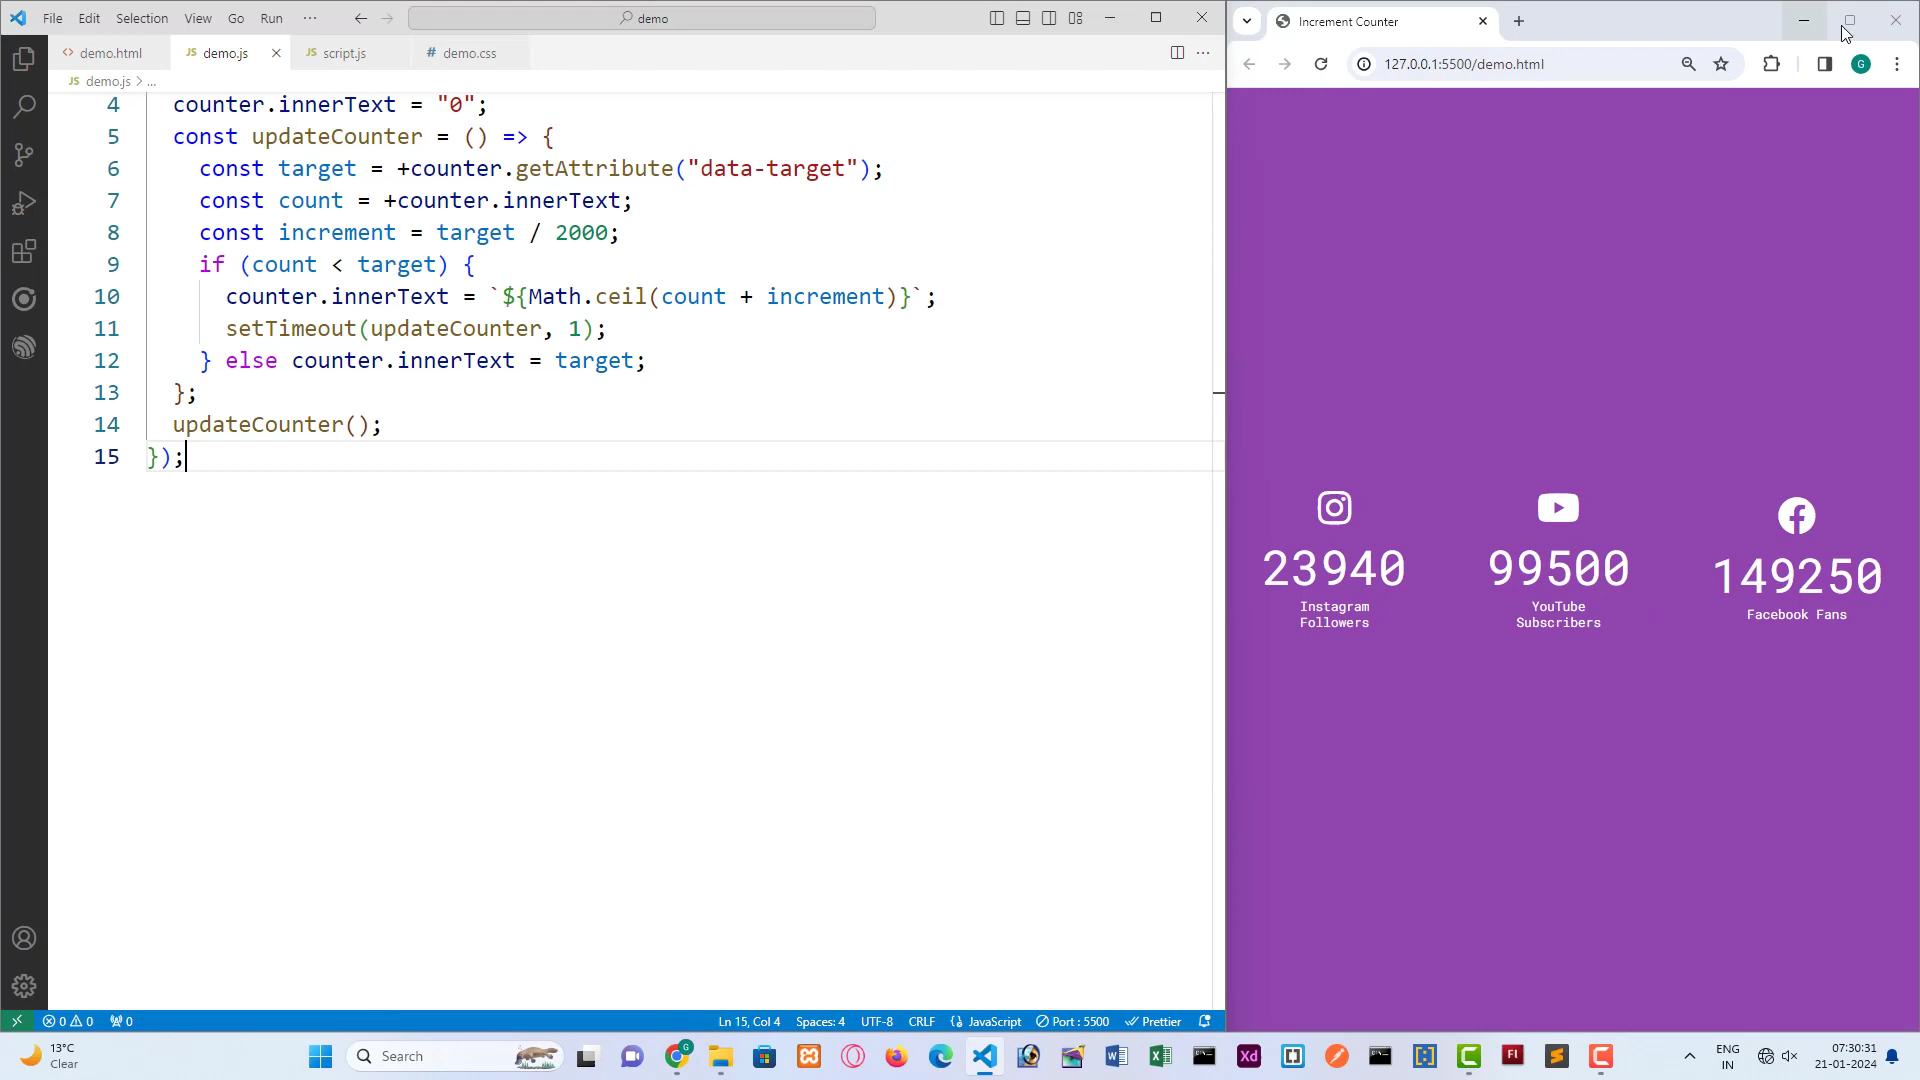 File Edit Selection View Go Run ··· demo
demo.html JS demo.js JS script.js # demo.css
JS demo.js > ...
4 counter.innerText = "0";
5 const updateCounter = () => {
6 const target = +counter.getAttribute("data-target");
7 const count = +counter.innerText;
8 const increment = target / 2000;
9 if (count < target) {
10 counter.innerText = `${Math.ceil(count + increment)}`;
11 setTimeout(updateCounter, 1);
12 } else counter.innerText = target;
13 };
14 updateCounter();
15 });
0 0 0 Ln 15, Col 4 Spaces: 4 UTF-8 CRLF JavaScript Port : 5500 Prettier
Increment Counter
127.0.0.1:5500/demo.html G
23940
Instagram
Followers
99500
YouTube
Subscribers
149250
Facebook Fans
13°C
Clear
Search
G
Xd
Fl
ENG
IN
07:30:31
21-01-2024